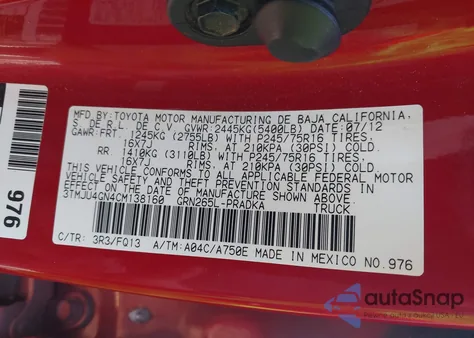 MFD.BY:TOYOTA MOTOR MANUFACTURING DE BAJA CALIFORNIA,
S. DE R.L. DE C.V. GVWR:2445KG(5400LB) DATE:07/12
GAWR:FRT. 1245KG(2755LB) WITH P245/75R16 TIRES,
16X7J RIMS, AT 210KPA(30PSI) COLD
RR 1410KG(3110LB) WITH P245/75R16 TIRES,
16X7J RIMS, AT 210KPA(30PSI) COLD
THIS VEHICLE CONFORMS TO ALL APPLICABLE FEDERAL MOTOR
VEHICLE SAFETY AND THEFT PREVENTION STANDARDS IN
EFFECT ON THE DATE OF MANUFACTURE SHOWN ABOVE.
3TMJU4GN4CM138160 GRN265L-PRADKA TRUCK
C/TR: 3R3/FQ13 A/TM:A04C/A750E MADE IN MEXICO NO.976
976
autoSnap